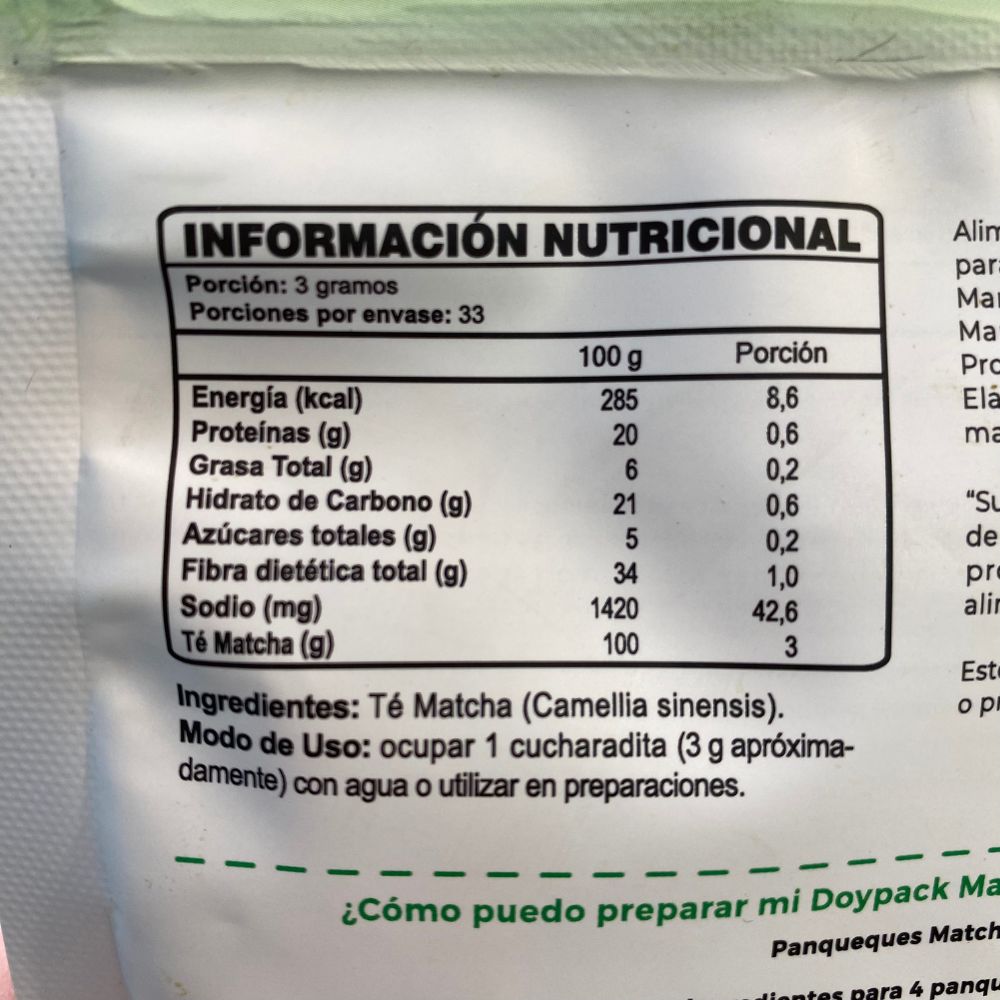 INFORMACIÓN NUTRICIONAL
Porción: 3 gramos
Porciones por envase: 33
100 g Porción
Energía (kcal) 285 8,6
Proteínas (g) 20 0,6
Grasa Total (g) 6 0,2
Hidrato de Carbono (g) 21 0,6
Azúcares totales (g) 5 0,2
Fibra dietética total (g) 34 1,0
Sodio (mg) 1420 42,6
Té Matcha (g) 100 3
Ingredientes: Té Matcha (Camellia sinensis).
Modo de Uso: ocupar 1 cucharadita (3 g apróxima-
damente) con agua o utilizar en preparaciones.
¿Cómo puedo preparar mi Doypack
Panqueques
para 4